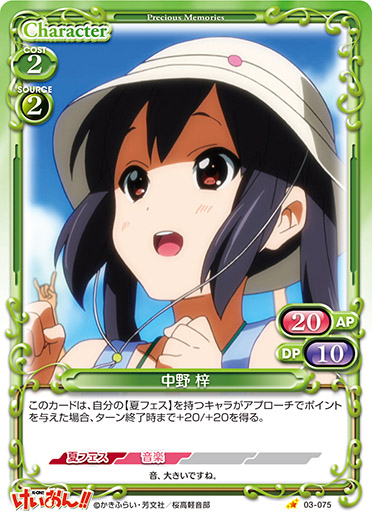 Precious Memories
Character
COST
2
SOURCE
2
20 AP
DP 10
中野 梓
このカードは、自分の【夏フェス】を持つキャラがアプローチでポイント
を与えた場合、ターン終了時まで+20/+20を得る。
夏フェス 音楽
音、大きいですね。
けいおん!!
©かきふらい・芳文社/桜高軽音部
03-075